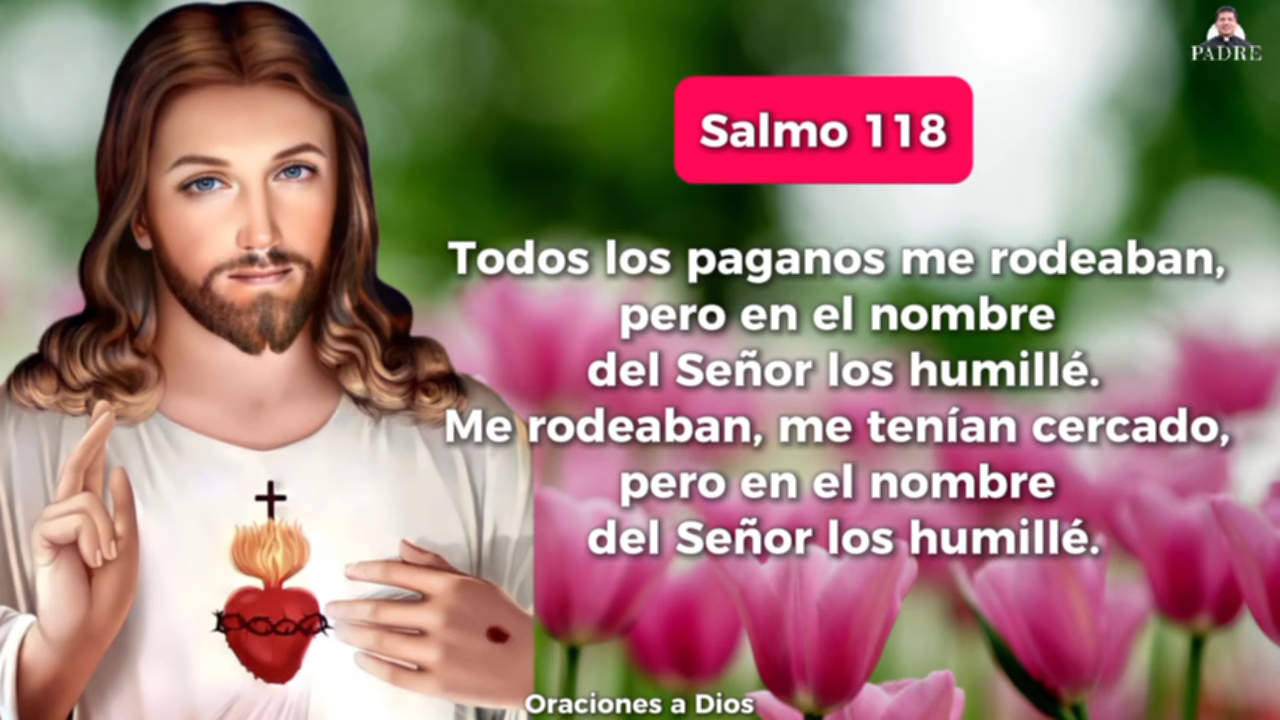 PADRE
Salmo 118
Todos los paganos me rodeaban,
pero en el nombre
del Señor los humillé.
Me rodeaban, me tenían cercado,
pero en el nombre
del Señor los humillé.
Oraciones a Dios